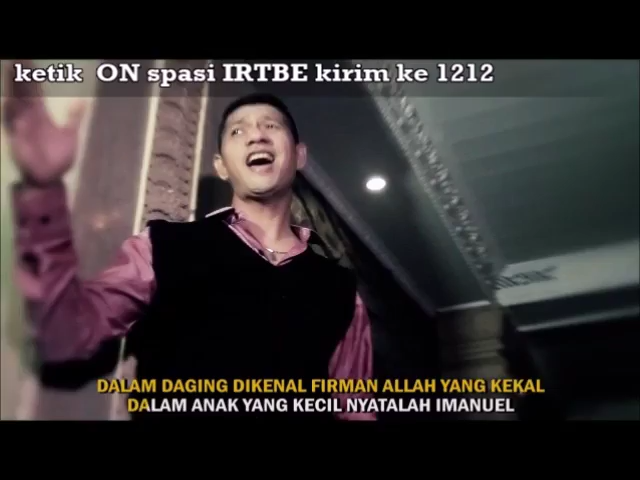 ketik  ON spasi IRTBE kirim ke 1212
DALAM DAGING DIKENAL FIRMAN ALLAH YANG KEKAL
DALAM ANAK YANG KECIL NYATALAH IMANUEL